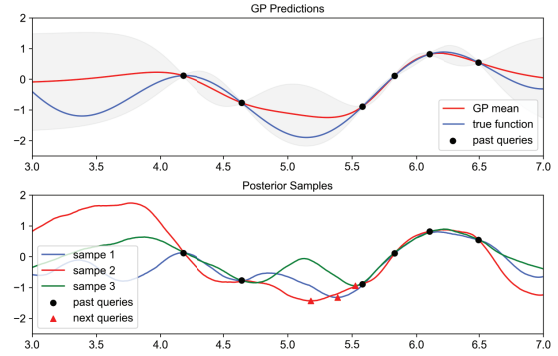 GP Predictions
2
1
0
−1
−2
GP mean
true function
past queries
3.0 3.5 4.0 4.5 5.0 5.5 6.0 6.5 7.0
Posterior Samples
2
1
0
−1
−2
sampe 1
sampe 2
sampe 3
past queries
next queries
3.0 3.5 4.0 4.5 5.0 5.5 6.0 6.5 7.0